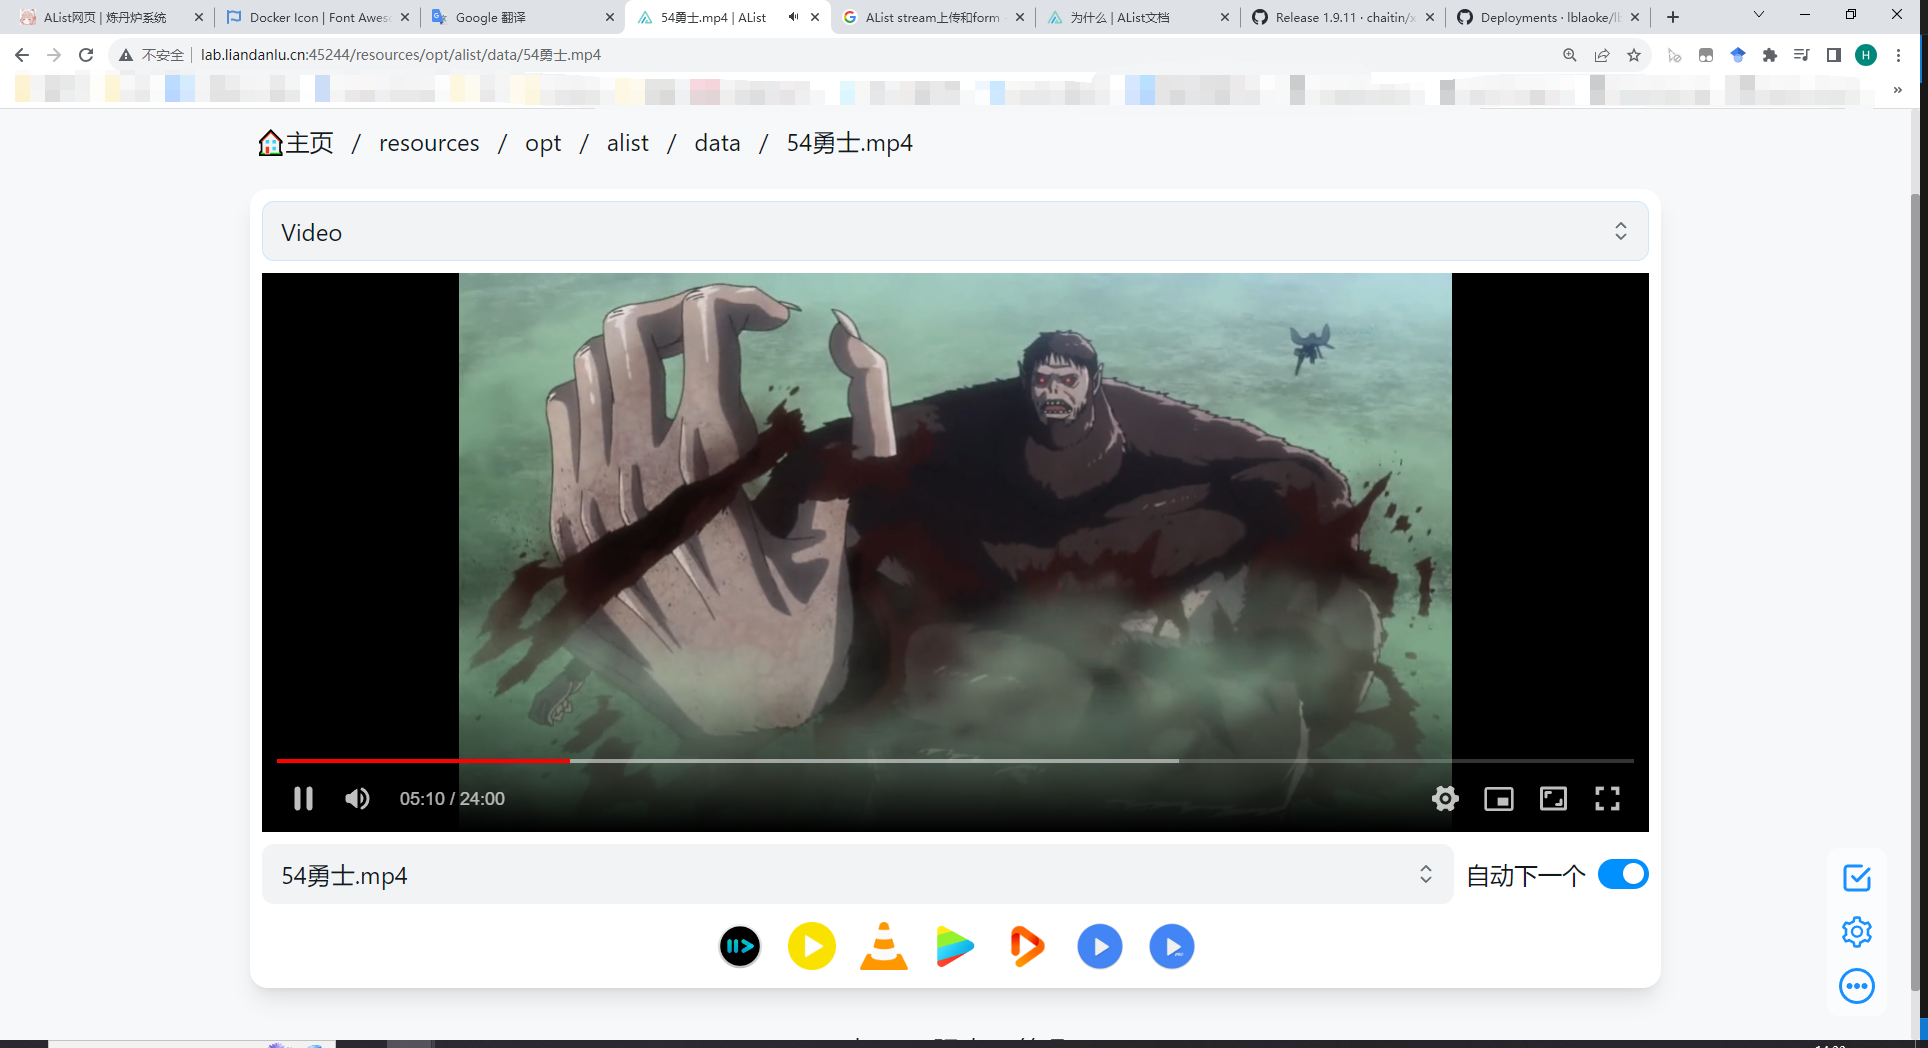 AList网页 | 炼丹炉系统
Docker Icon | Font Aweso
Google 翻译
54勇士.mp4 | AList
AList stream上传和form
为什么 | AList文档
Release 1.9.11 · chaitin/x
Deployments · lblaoke/lb
不安全
lab.liandanlu.cn:45244/resources/opt/alist/data/54勇士.mp4
H
主页 / resources / opt / alist / data / 54勇士.mp4
Video
05:10 / 24:00
54勇士.mp4
自动下一个